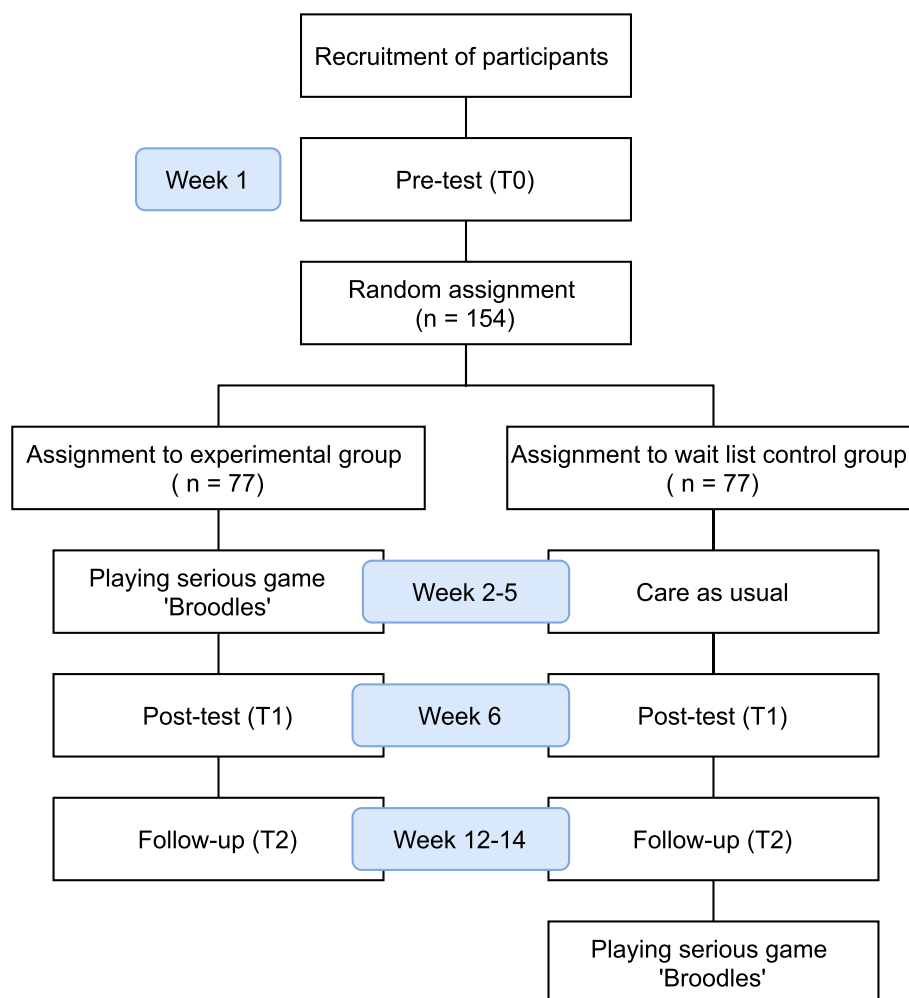 Recruitment of participants
Week 1
Pre-test (T0)
Random assignment
(n = 154)
Assignment to experimental group
( n = 77)
Assignment to wait list control group
( n = 77)
Playing serious game
'Broodles'
Week 2-5
Care as usual
Post-test (T1)
Week 6
Post-test (T1)
Follow-up (T2)
Week 12-14
Follow-up (T2)
Playing serious game
'Broodles'